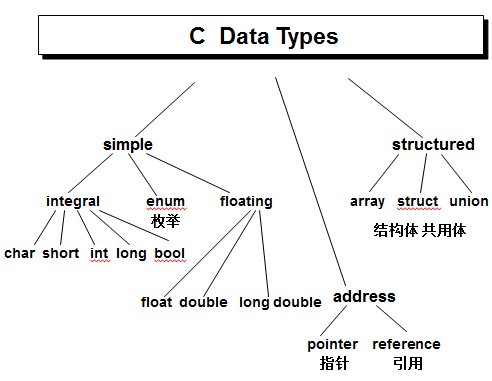 C Data Types
simple
structured
integral enum floating
枚举
array struct union
结构体 共用体
char short int long bool
float double long double
address
pointer reference
指针 引用